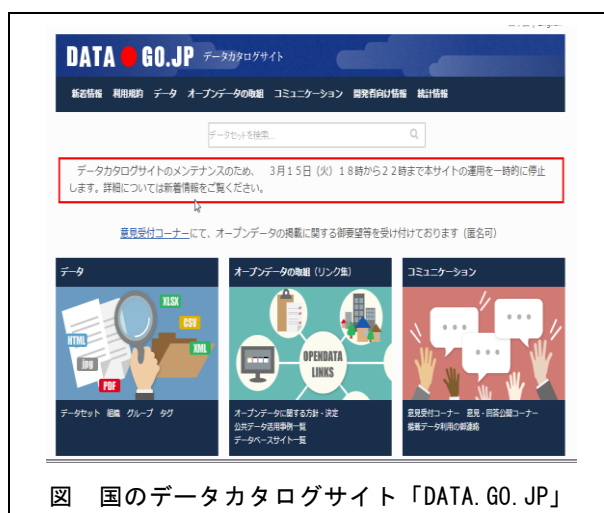 DATA GO.JP データカタログサイト
新着情報 利用規約 データ オープンデータの取組 コミュニケーション 開発者向け情報 統計情報
データセットを検索...
データカタログサイトのメンテナンスのため、 3月15日（火）18時から22時まで本サイトの運用を一時的に停止
します。詳細については新着情報をご覧ください。
意見受付コーナーにて、オープンデータの掲載に関する御要望等を受け付けております（匿名可）
データ
オープンデータの取組（リンク集）
コミュニケーション
XLSX
CSV
HTML
XML
jpg
PDF
OPENDATA
LINKS
データセット 組織 グループ タグ
オープンデータに関する方針・決定
公共データ活用事例一覧
データベースサイト一覧
意見受付コーナー 意見・回答公開コーナー
掲載データ利用の御連絡
図 国のデータカタログサイト「DATA.GO.JP」